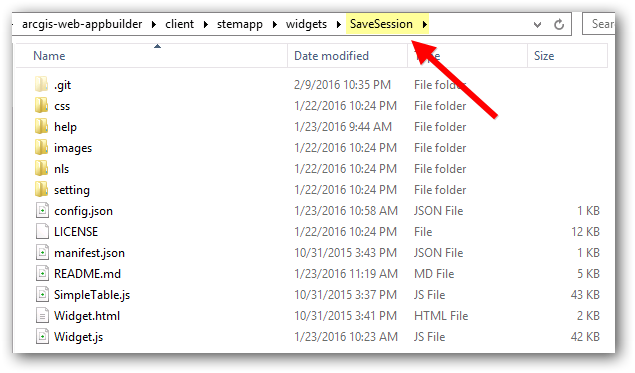 arcgis-web-appbuilder client stemapp widgets SaveSession
Name Date modified Size
.git 2/9/2016 10:35 PM File folder
css 1/22/2016 10:24 PM File folder
help 1/23/2016 9:44 AM File folder
images 1/22/2016 10:24 PM File folder
nls 1/22/2016 10:24 PM File folder
setting 1/22/2016 10:24 PM File folder
config.json 1/23/2016 10:58 AM JSON File 1 KB
LICENSE 1/22/2016 10:24 PM File 12 KB
manifest.json 10/31/2015 3:43 PM JSON File 1 KB
README.md 1/23/2016 11:19 AM MD File 5 KB
SimpleTable.js 10/31/2015 3:37 PM JS File 43 KB
Widget.html 10/31/2015 3:41 PM HTML File 2 KB
Widget.js 1/23/2016 10:23 AM JS File 42 KB